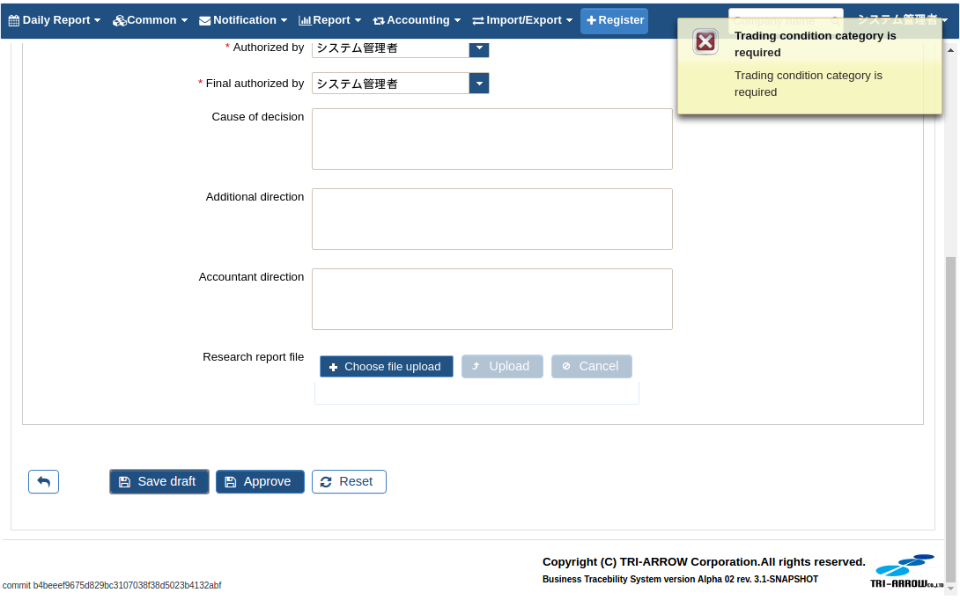 Daily Report Common Notification Report Accounting Import/Export Register システム管理者
Trading condition category is
required
Trading condition category is
required
* Authorized by システム管理者
* Final authorized by システム管理者
Cause of decision
Additional direction
Accountant direction
Research report file
Choose file upload Upload Cancel
Save draft Approve Reset
Copyright (C) TRI-ARROW Corporation.All rights reserved.
Business Tracebility System version Alpha 02 rev. 3.1-SNAPSHOT
TRI-ARROW CO.,LTD
commit b4beeef9675d829bc3107038f38d5023b4132abf